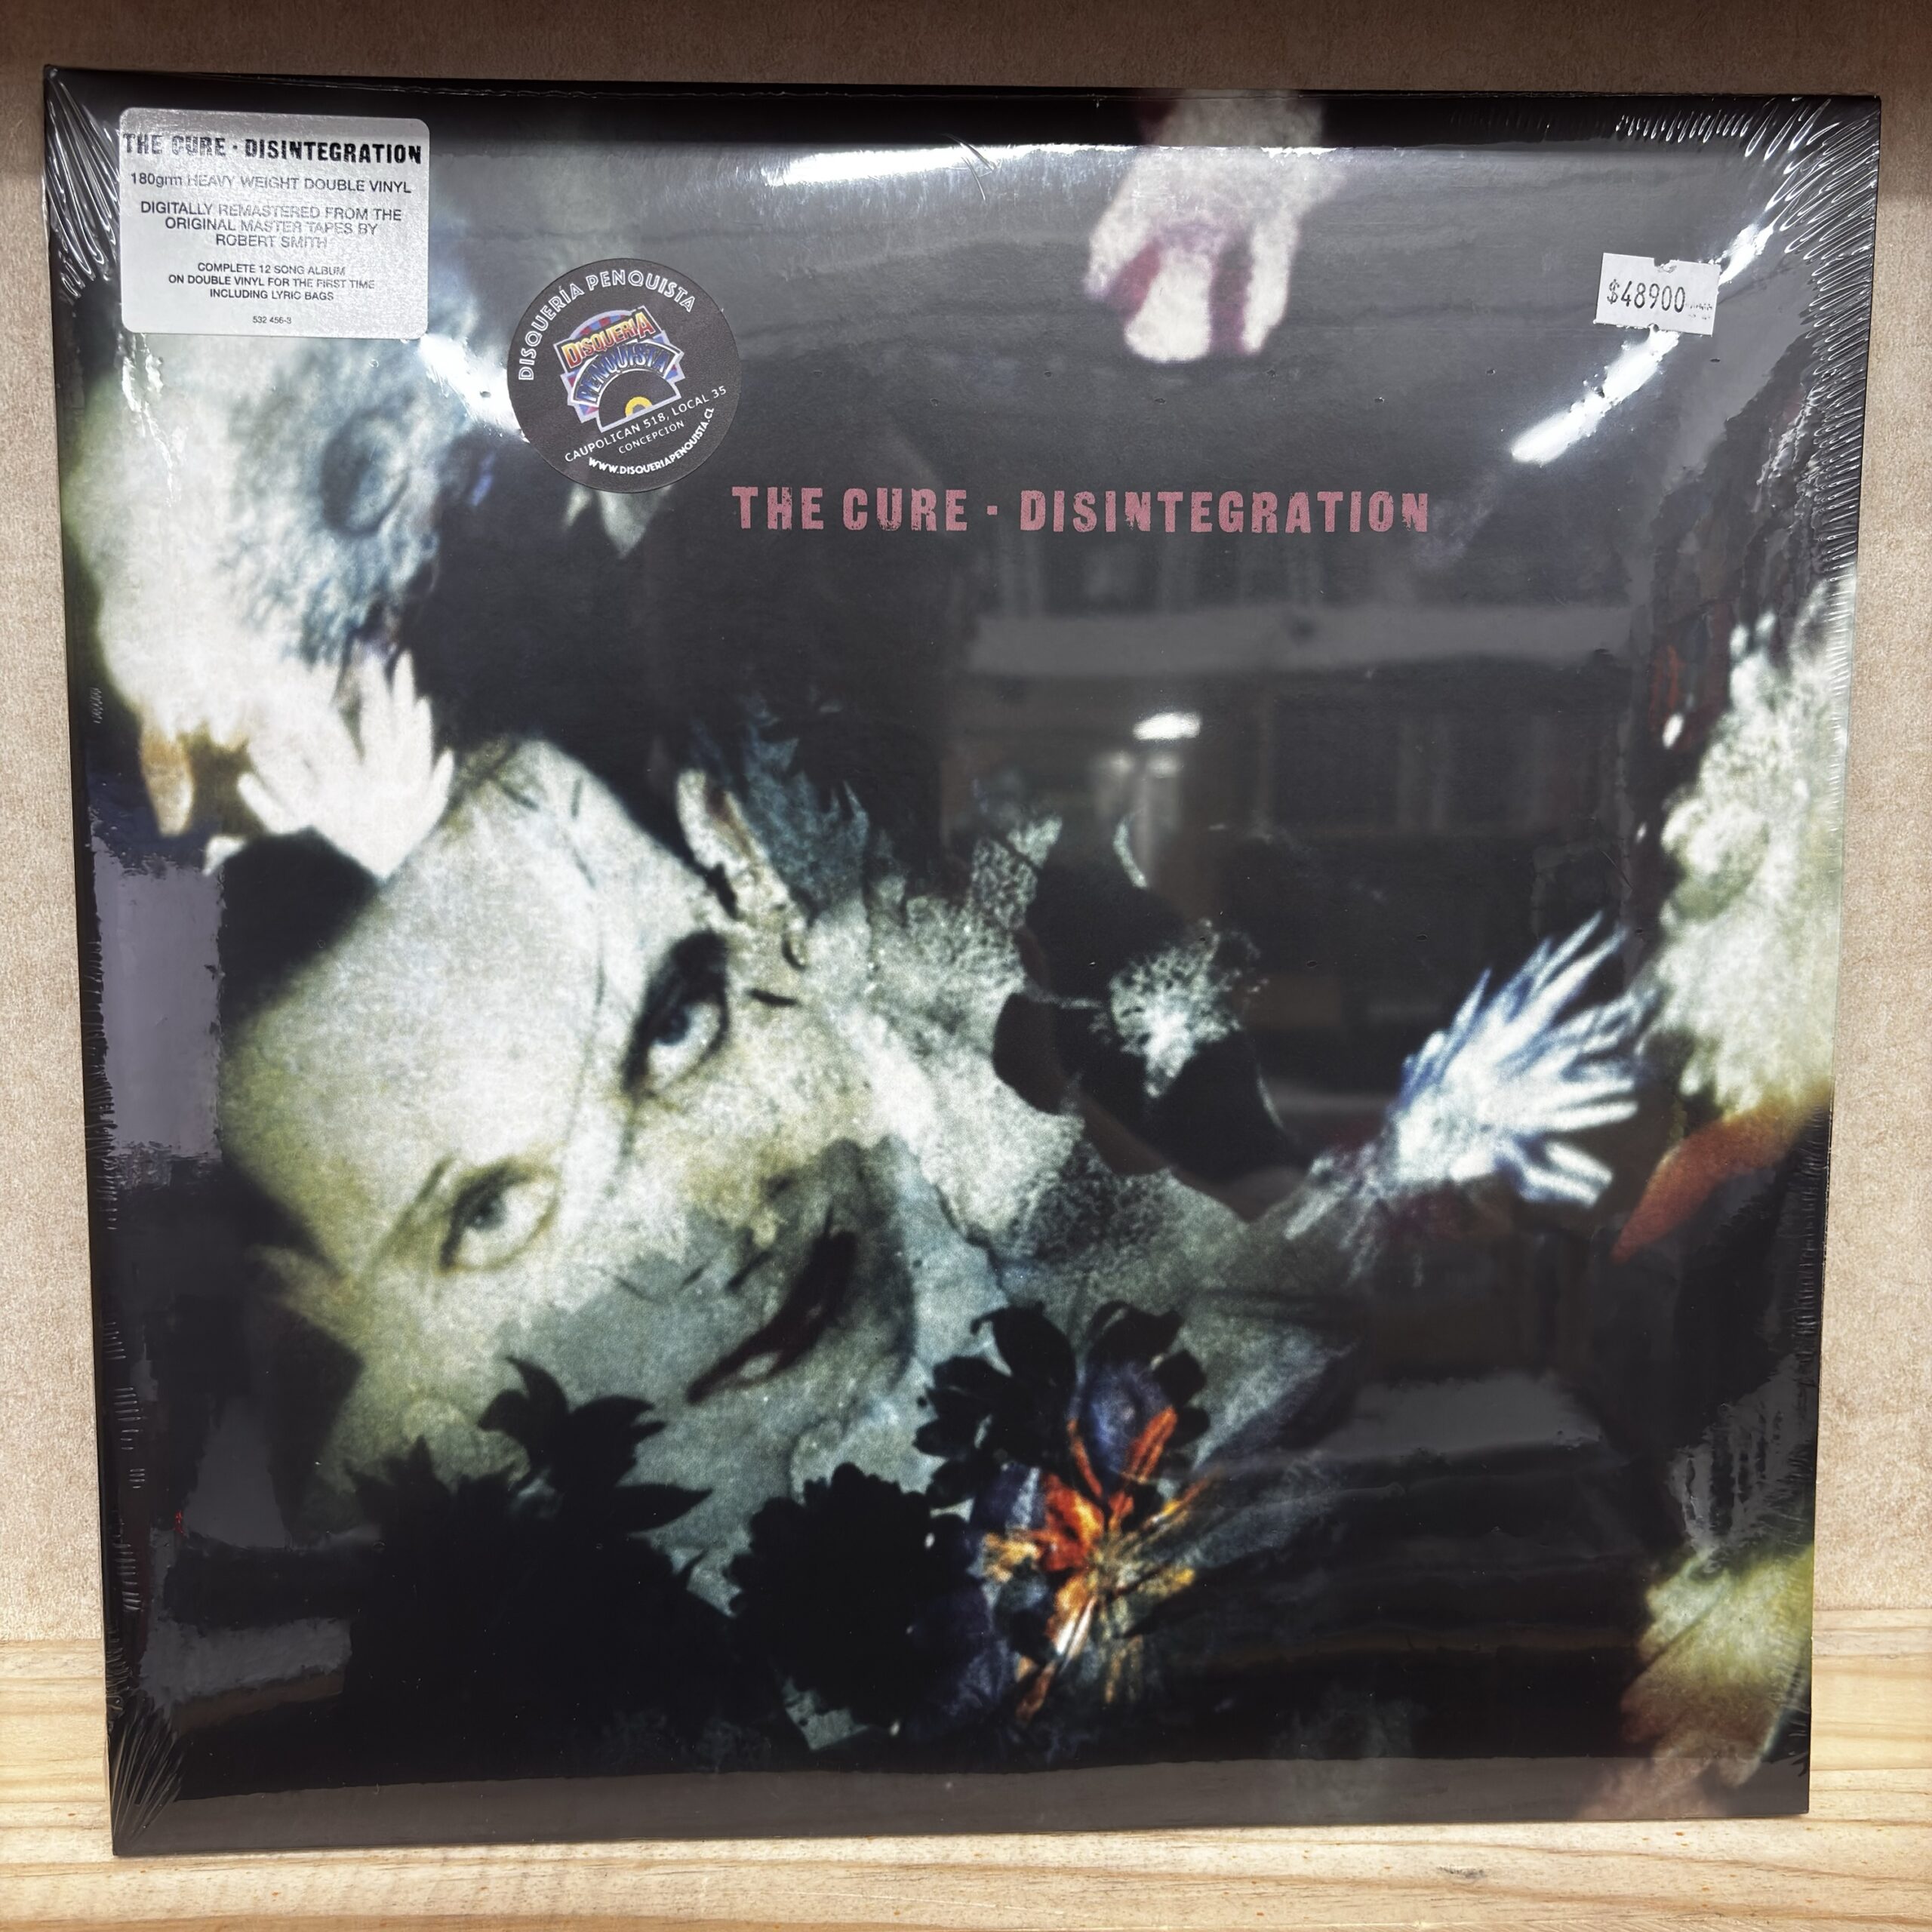 THE CURE · DISINTEGRATION
180grm HEAVY WEIGHT DOUBLE VINYL
DIGITALLY REMASTERED FROM THE
ORIGINAL MASTER TAPES BY
ROBERT SMITH
COMPLETE 12 SONG ALBUM
ON DOUBLE VINYL FOR THE FIRST TIME
INCLUDING LYRIC BAGS
532 456-3
DISQUERÍA PENQUISTA
DISQUERIA
PENQUISTA
CAUPOLICAN 518, LOCAL 35
CONCEPCIÓN
WWW.DISQUERIAPENQUISTA.CL
$48900
THE CURE · DISINTEGRATION